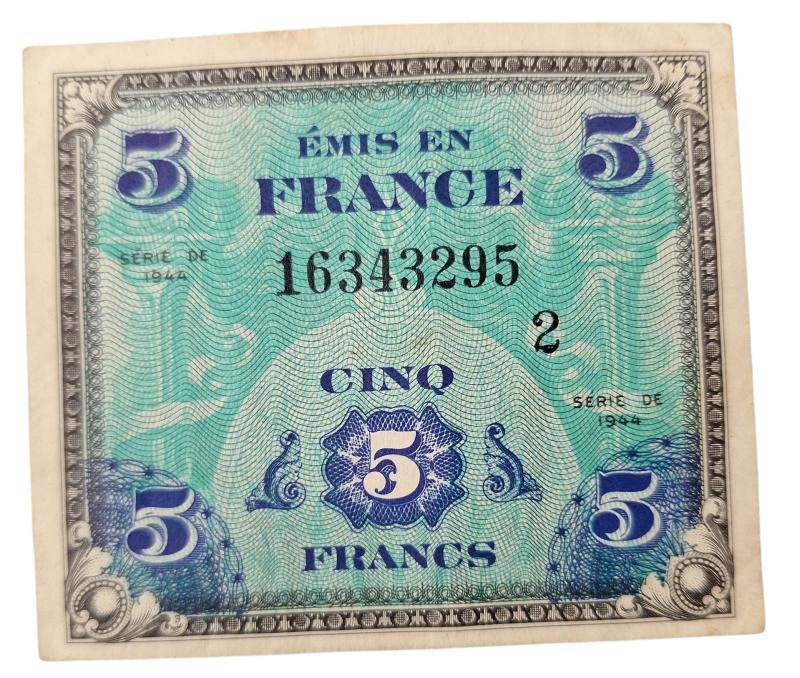 5 5
ÉMIS EN
FRANCE
SÉRIE DE
1944
16343295
2
CINQ
SÉRIE DE
1944
5
5 5
FRANCS